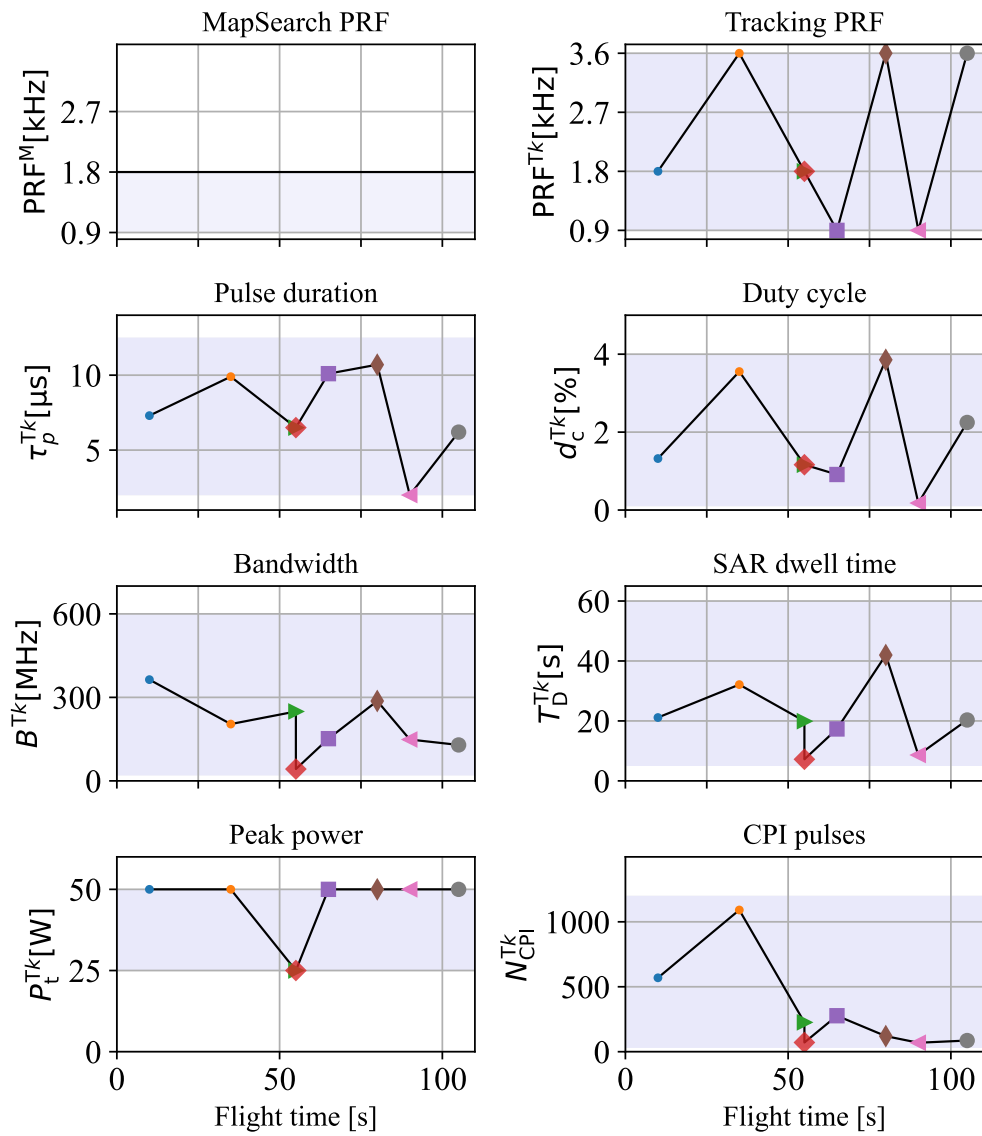 MapSearch PRF
PRF^M[kHz]
2.7
1.8
0.9
Tracking PRF
PRF^Tk[kHz]
3.6
2.7
1.8
0.9
Pulse duration
τ_p^Tk[µs]
10
5
Duty cycle
d_c^Tk[%]
4
2
0
Bandwidth
B^Tk[MHz]
600
300
0
SAR dwell time
T_D^Tk[s]
60
40
20
0
Peak power
P_t^Tk[W]
50
25
0
0 50 100
Flight time [s]
CPI pulses
N_CPI^Tk
1000
500
0
0 50 100
Flight time [s]